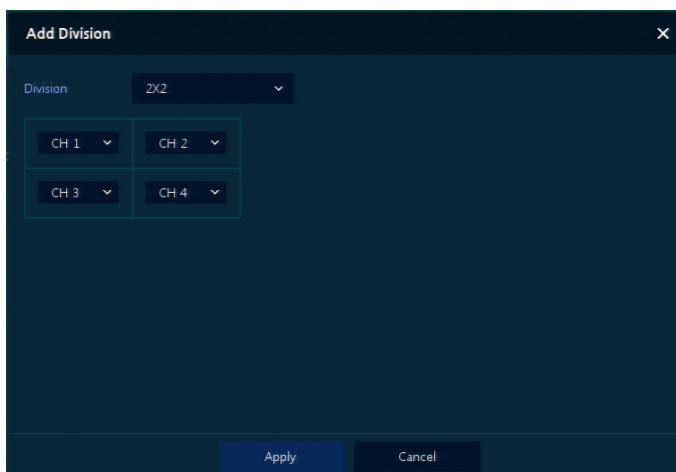 Add Division
Division 2X2
CH 1 CH 2
CH 3 CH 4
Apply Cancel